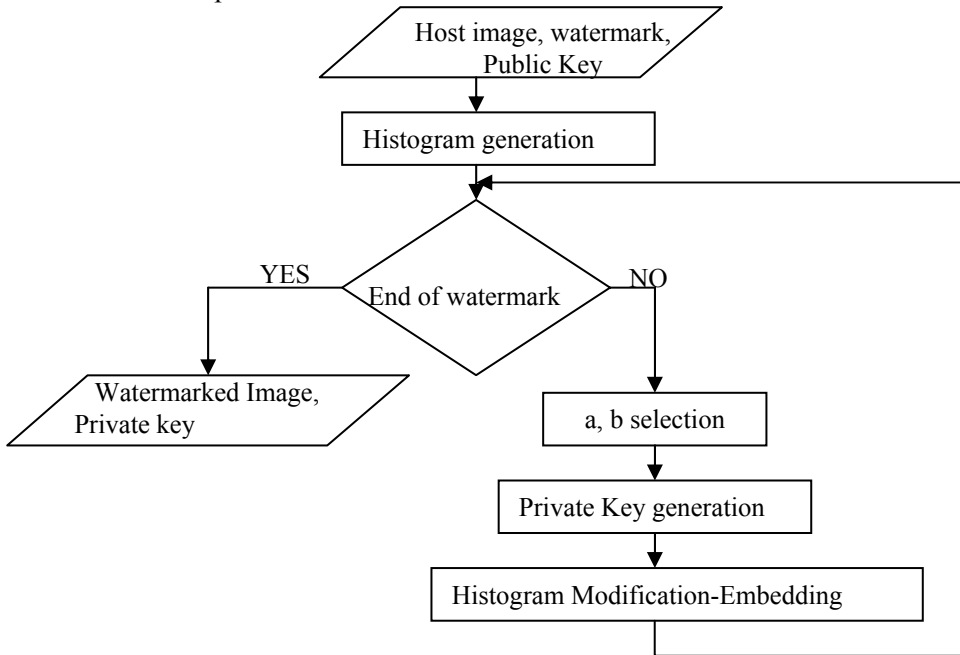 Host image, watermark,
Public Key
Histogram generation
YES
NO
End of watermark
Watermarked Image,
Private key
a, b selection
Private Key generation
Histogram Modification-Embedding